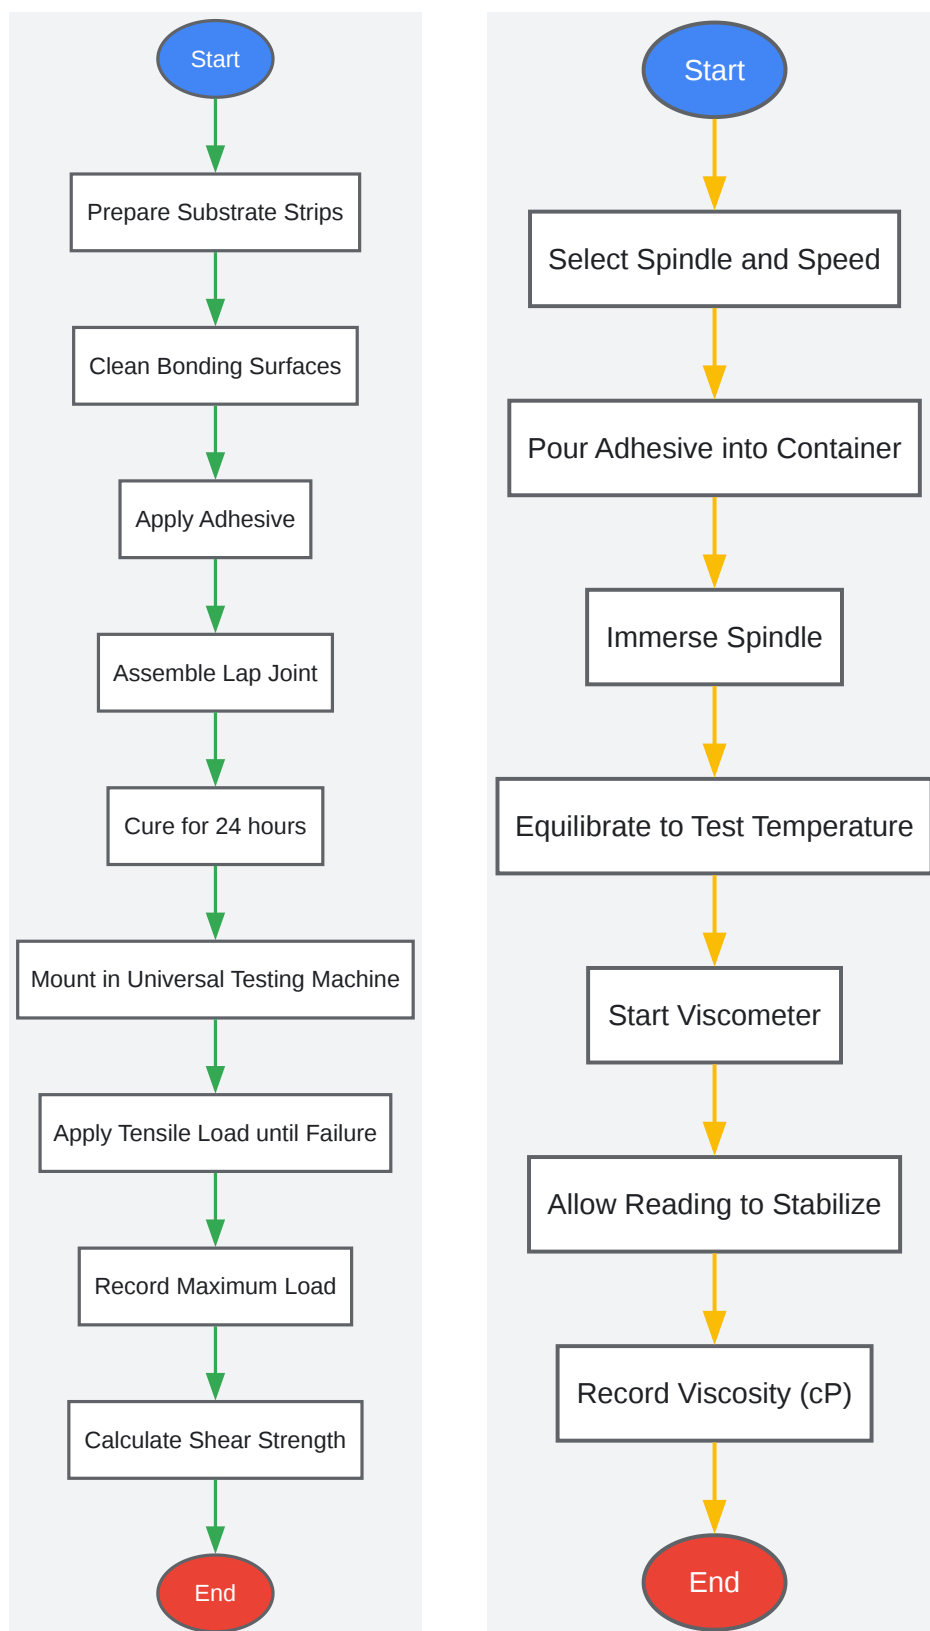 Start
Prepare Substrate Strips
Clean Bonding Surfaces
Apply Adhesive
Assemble Lap Joint
Cure for 24 hours
Mount in Universal Testing Machine
Apply Tensile Load until Failure
Record Maximum Load
Calculate Shear Strength
End
Start
Select Spindle and Speed
Pour Adhesive into Container
Immerse Spindle
Equilibrate to Test Temperature
Start Viscometer
Allow Reading to Stabilize
Record Viscosity (cP)
End